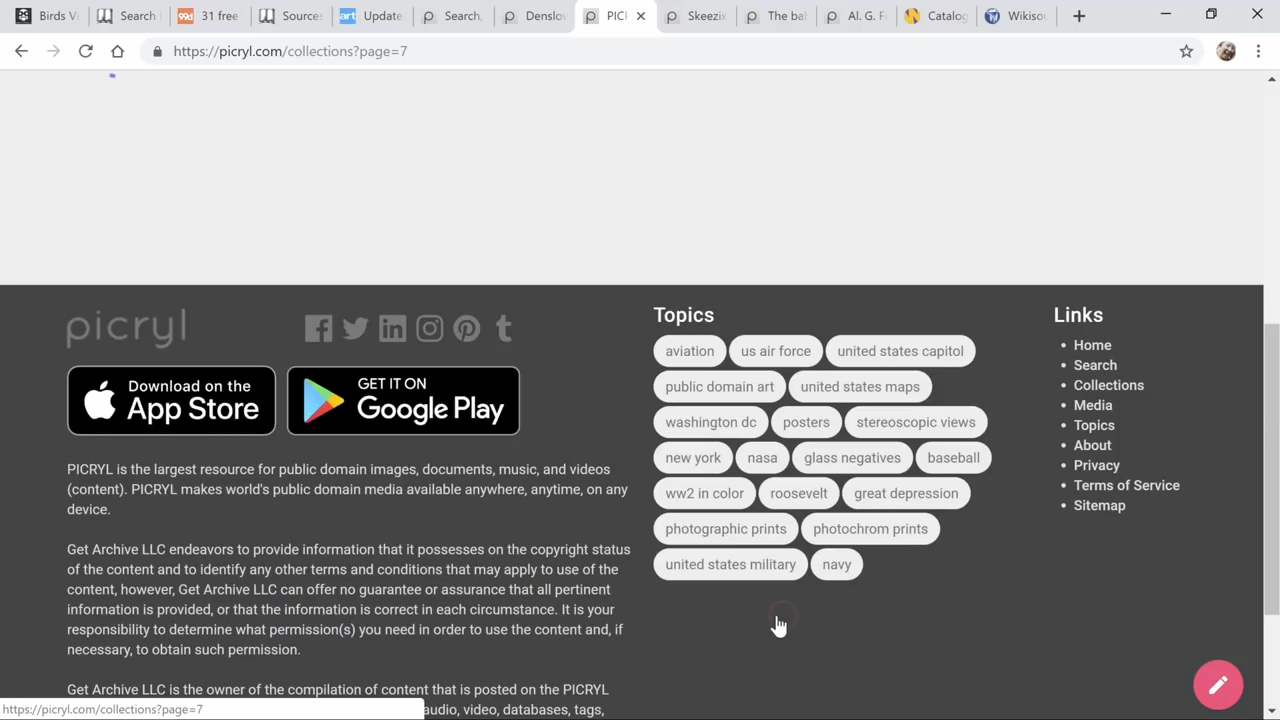 Birds Vi
Search
31 free
Sources
Update
Search,
Denslov
PICR
Skeezix
The bal
Al. G. F
Catalog
Wikisou
https://picryl.com/collections?page=7
picryl
Download on the
App Store
GET IT ON
Google Play
PICRYL is the largest resource for public domain images, documents, music, and videos
(content). PICRYL makes world's public domain media available anywhere, anytime, on any
device.
Get Archive LLC endeavors to provide information that it possesses on the copyright status
of the content and to identify any other terms and conditions that may apply to use of the
content, however, Get Archive LLC can offer no guarantee or assurance that all pertinent
information is provided, or that the information is correct in each circumstance. It is your
responsibility to determine what permission(s) you need in order to use the content and, if
necessary, to obtain such permission.
Get Archive LLC is the owner of the compilation of content that is posted on the PICRYL
audio, video, databases, tags,
Topics
aviation
us air force
united states capitol
public domain art
united states maps
washington dc
posters
stereoscopic views
new york
nasa
glass negatives
baseball
ww2 in color
roosevelt
great depression
photographic prints
photochrom prints
united states military
navy
Links
Home
Search
Collections
Media
Topics
About
Privacy
Terms of Service
Sitemap
https://picryl.com/collections?page=7